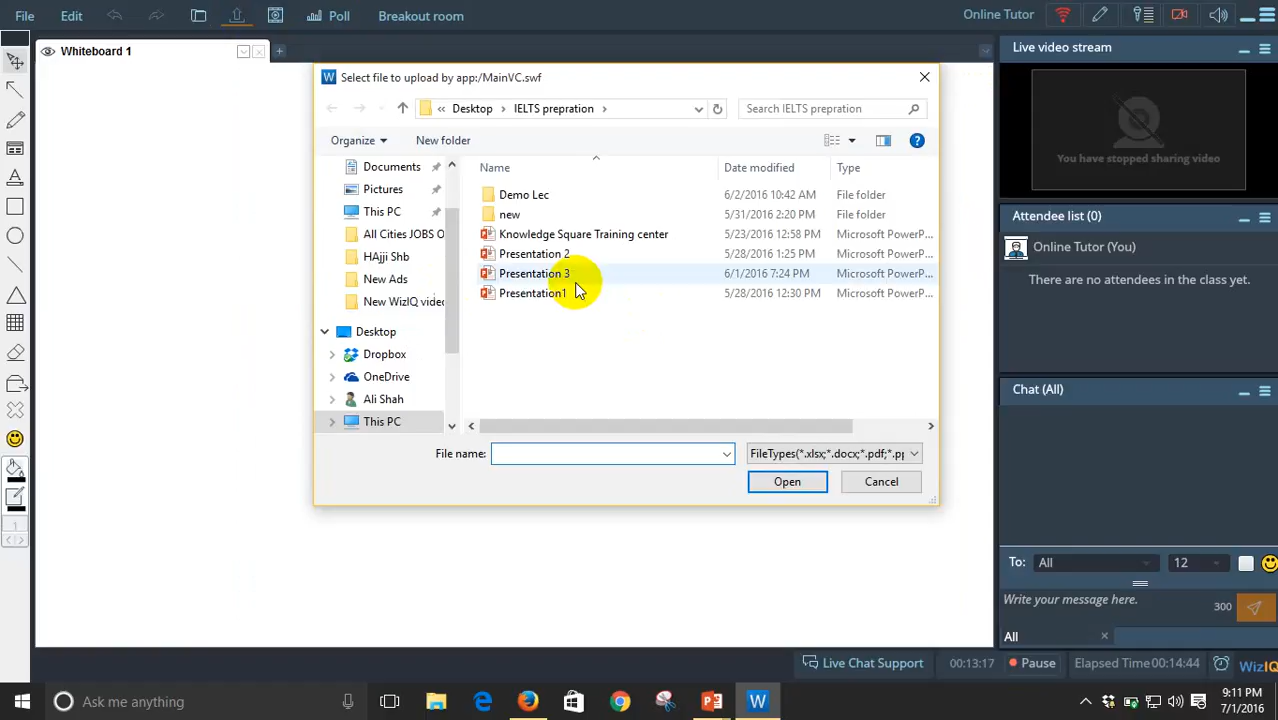 File Edit Poll Breakout room Online Tutor
Whiteboard 1
Live video stream
You have stopped sharing video
Attendee list (0)
Online Tutor (You)
There are no attendees in the class yet.
Chat (All)
To: All 12
Write your message here. 300
All
Select file to upload by app:/MainVC.swf
« Desktop › IELTS prepration › Search IELTS prepration
Organize New folder
Documents
Pictures
This PC
All Cities JOBS O
HAjji Shb
New Ads
New WizIQ video
Desktop
Dropbox
OneDrive
Ali Shah
This PC
Name Date modified Type
Demo Lec 6/2/2016 10:42 AM File folder
new 5/31/2016 2:20 PM File folder
Knowledge Square Training center 5/23/2016 12:58 PM Microsoft PowerP...
Presentation 2 5/28/2016 1:25 PM Microsoft PowerP...
Presentation 3 6/1/2016 7:24 PM Microsoft PowerP...
Presentation1 5/28/2016 12:30 PM Microsoft PowerP...
File name: FileTypes(*.xlsx;*.docx;*.pdf;*.pp
Open Cancel
1
Live Chat Support 00:13:17 Pause Elapsed Time 00:14:44 WizIQ
Ask me anything
9:11 PM
7/1/2016